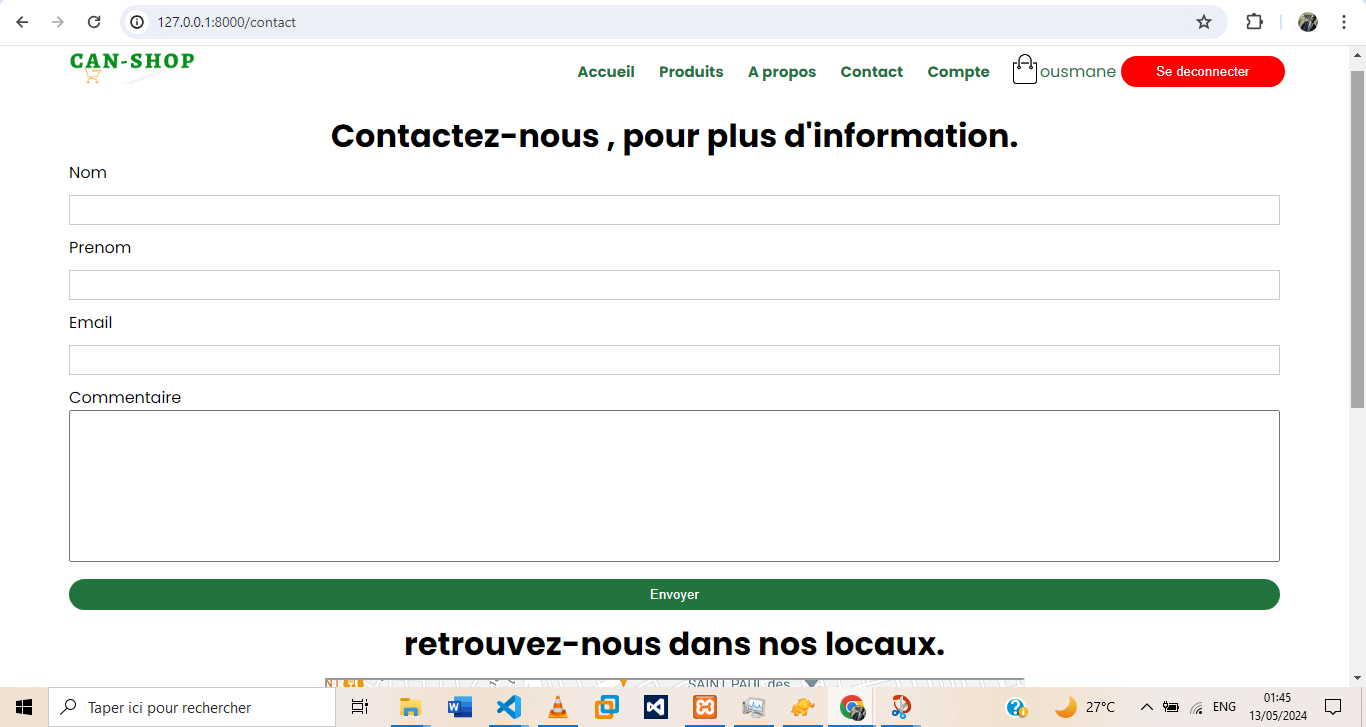 127.0.0.1:8000/contact
CAN-SHOP
Accueil Produits A propos Contact Compte ousmane Se deconnecter
Contactez-nous , pour plus d'information.
Nom
Prenom
Email
Commentaire
Envoyer
retrouvez-nous dans nos locaux.
SAINT PAUL des
Taper ici pour rechercher
27°C
ENG
01:45
13/05/2024